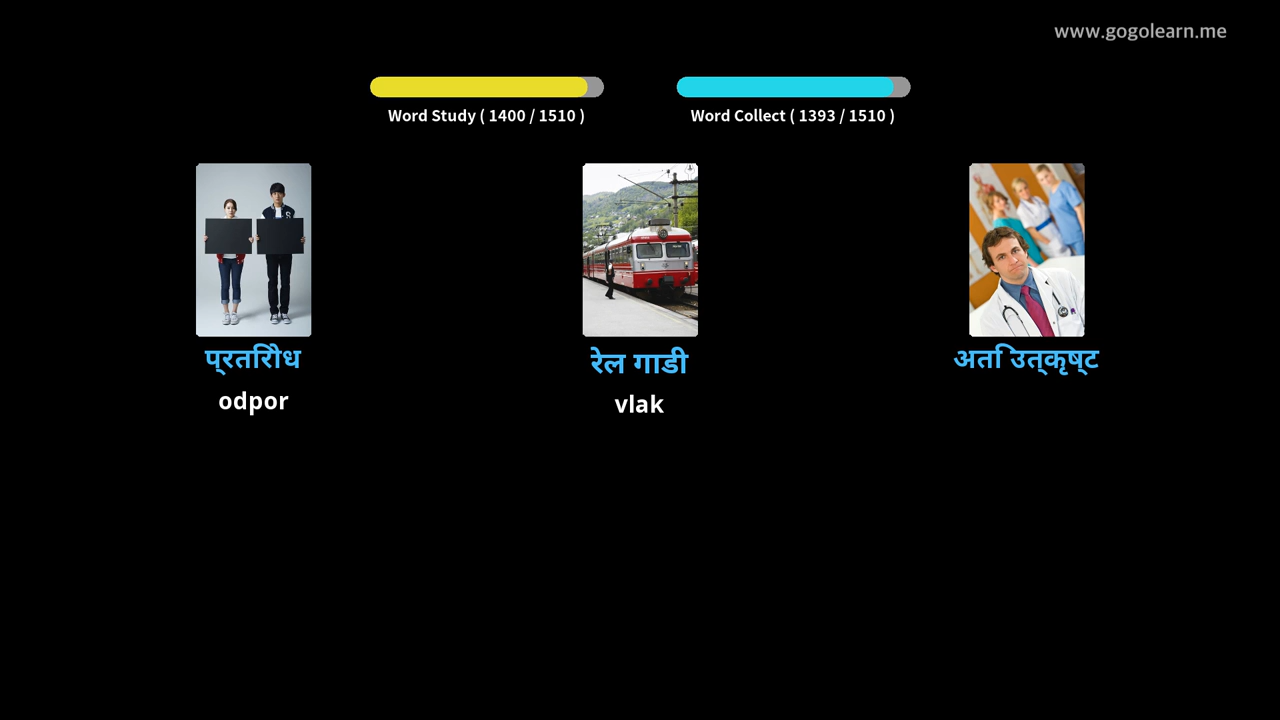 www.gogolearn.me
Word Study ( 1400 / 1510 )
Word Collect ( 1393 / 1510 )
प्रतिरोध
odpor
रेल गाडी
vlak
अति उत्कृष्ट